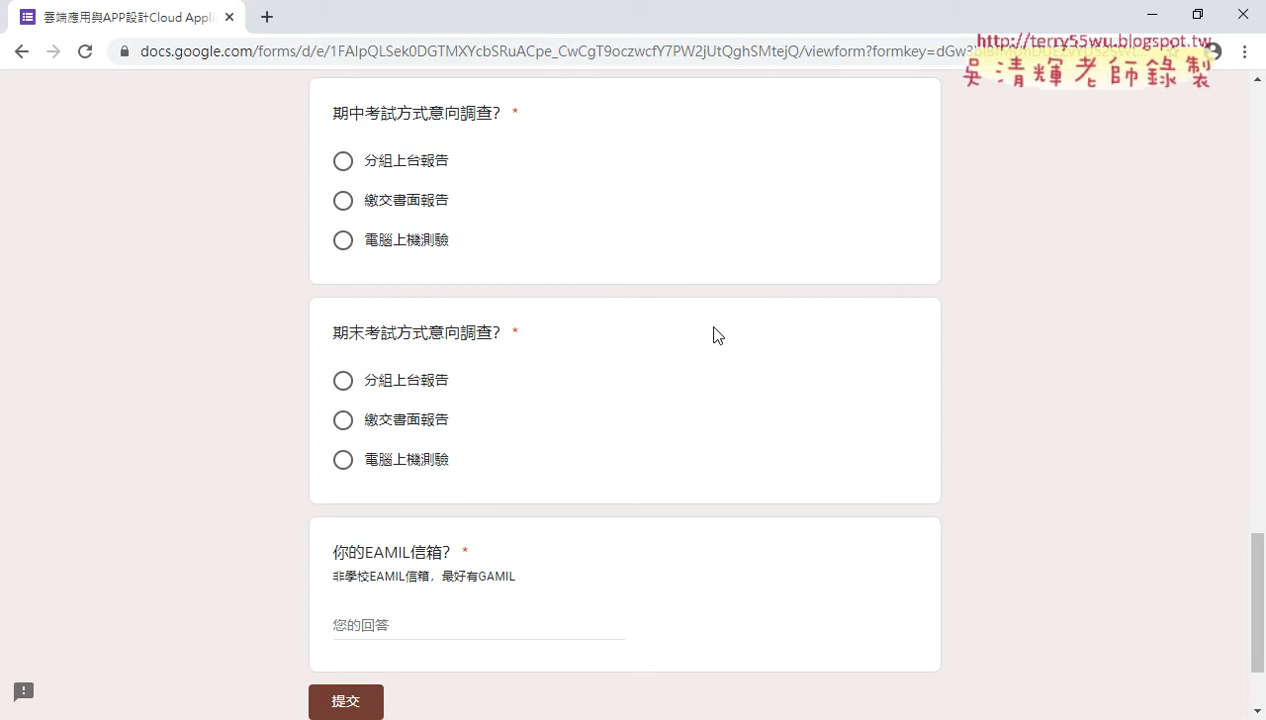 雲端應用與APP設計Cloud Appli
docs.google.com/forms/d/e/1FAIpQLSek0DGTMXYcbSRuACpe_CwCgT9oczwcfY7PW2jUtQghSMtejQ/viewform?formkey=dGw
http://terry55wu.blogspot.tw
吳清輝老師錄製
期中考試方式意向調查? *
分組上台報告
繳交書面報告
電腦上機測驗
期末考試方式意向調查? *
分組上台報告
繳交書面報告
電腦上機測驗
你的EAMIL信箱? *
非學校EAMIL信箱，最好有GAMIL
您的回答
提交